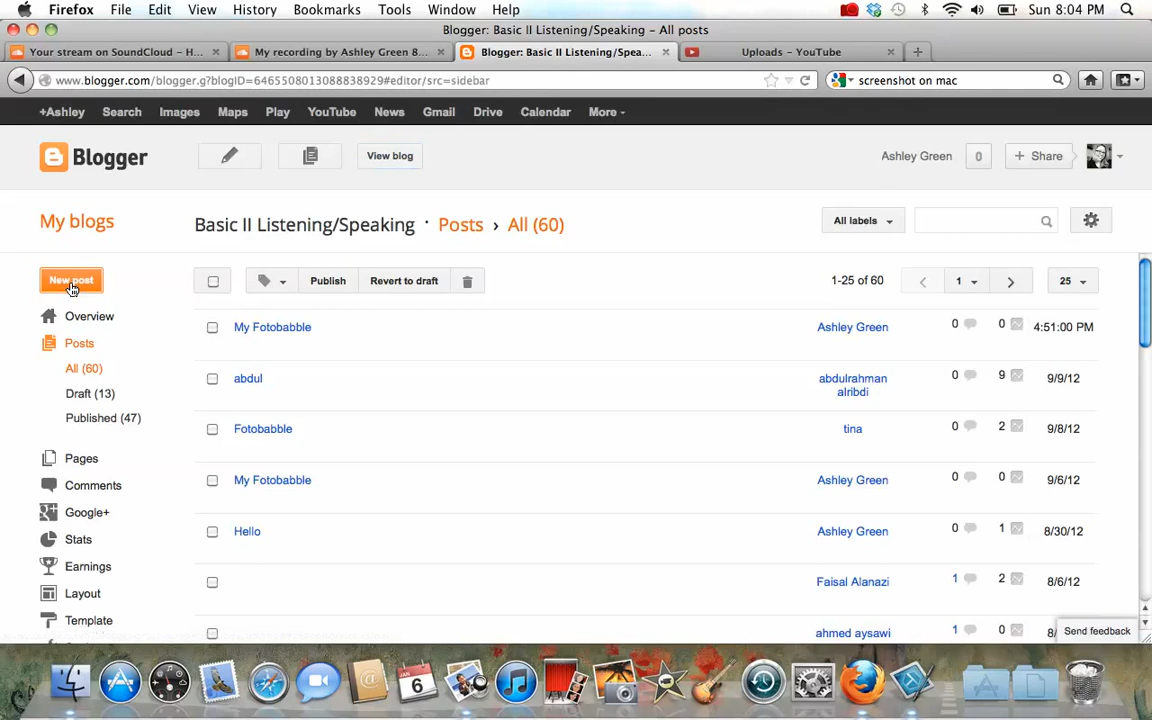 Firefox File Edit View History Bookmarks Tools Window Help Sun 8:04 PM
Blogger: Basic II Listening/Speaking - All posts
Your stream on SoundCloud – H... My recording by Ashley Green 8... Blogger: Basic II Listening/Spea... Uploads – YouTube
www.blogger.com/blogger.g?blogID=6465508013088838929#editor/src=sidebar screenshot on mac
+Ashley Search Images Maps Play YouTube News Gmail Drive Calendar More
Blogger View blog Ashley Green 0 + Share
My blogs Basic II Listening/Speaking · Posts › All (60) All labels
New post Publish Revert to draft 1-25 of 60 1 25
Overview
My Fotobabble Ashley Green 0 0 4:51:00 PM
Posts
All (60)
abdul abdulrahman alribdi 0 9 9/9/12
Draft (13)
Published (47)
Fotobabble tina 0 2 9/8/12
Pages
My Fotobabble Ashley Green 0 0 9/6/12
Comments
Google+
Hello Ashley Green 0 1 8/30/12
Stats
Earnings
Faisal Alanazi 1 2 8/6/12
Layout
Template
ahmed aysawi 1 0 8/
Send feedback
6